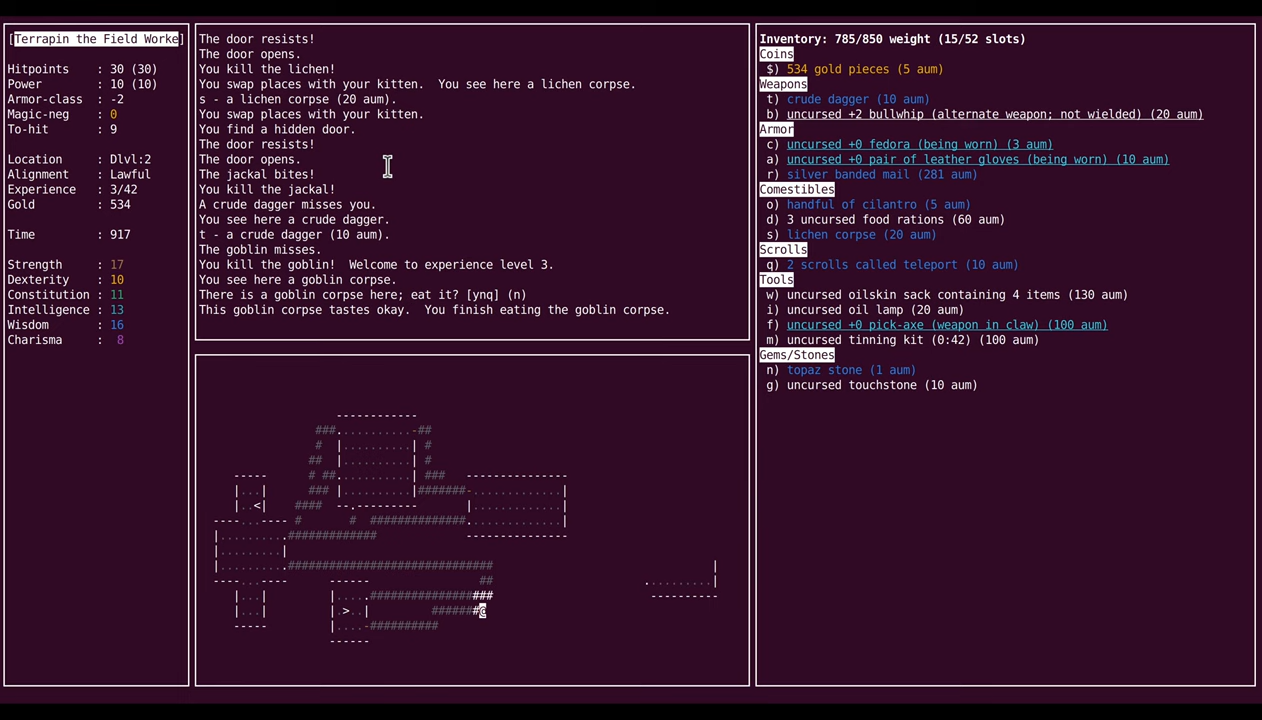 [Terrapin the Field Worke]
Hitpoints : 30 (30)
Power : 10 (10)
Armor-class : -2
Magic-neg : 0
To-hit : 9
Location : Dlvl:2
Alignment : Lawful
Experience : 3/42
Gold : 534
Time : 917
Strength : 17
Dexterity : 10
Constitution : 11
Intelligence : 13
Wisdom : 16
Charisma : 8
The door resists!
The door opens.
You kill the lichen!
You swap places with your kitten.  You see here a lichen corpse.
s - a lichen corpse (20 aum).
You swap places with your kitten.
You find a hidden door.
The door resists!
The door opens.
The jackal bites!
You kill the jackal!
A crude dagger misses you.
You see here a crude dagger.
t - a crude dagger (10 aum).
The goblin misses.
You kill the goblin!  Welcome to experience level 3.
You see here a goblin corpse.
There is a goblin corpse here; eat it? [ynq] (n)
This goblin corpse tastes okay.  You finish eating the goblin corpse.
Inventory: 785/850 weight (15/52 slots)
Coins
$) 534 gold pieces (5 aum)
Weapons
t) crude dagger (10 aum)
b) uncursed +2 bullwhip (alternate weapon; not wielded) (20 aum)
Armor
c) uncursed +0 fedora (being worn) (3 aum)
a) uncursed +0 pair of leather gloves (being worn) (10 aum)
r) silver banded mail (281 aum)
Comestibles
o) handful of cilantro (5 aum)
d) 3 uncursed food rations (60 aum)
s) lichen corpse (20 aum)
Scrolls
q) 2 scrolls called teleport (10 aum)
Tools
w) uncursed oilskin sack containing 4 items (130 aum)
i) uncursed oil lamp (20 aum)
f) uncursed +0 pick-axe (weapon in claw) (100 aum)
m) uncursed tinning kit (0:42) (100 aum)
Gems/Stones
n) topaz stone (1 aum)
g) uncursed touchstone (10 aum)